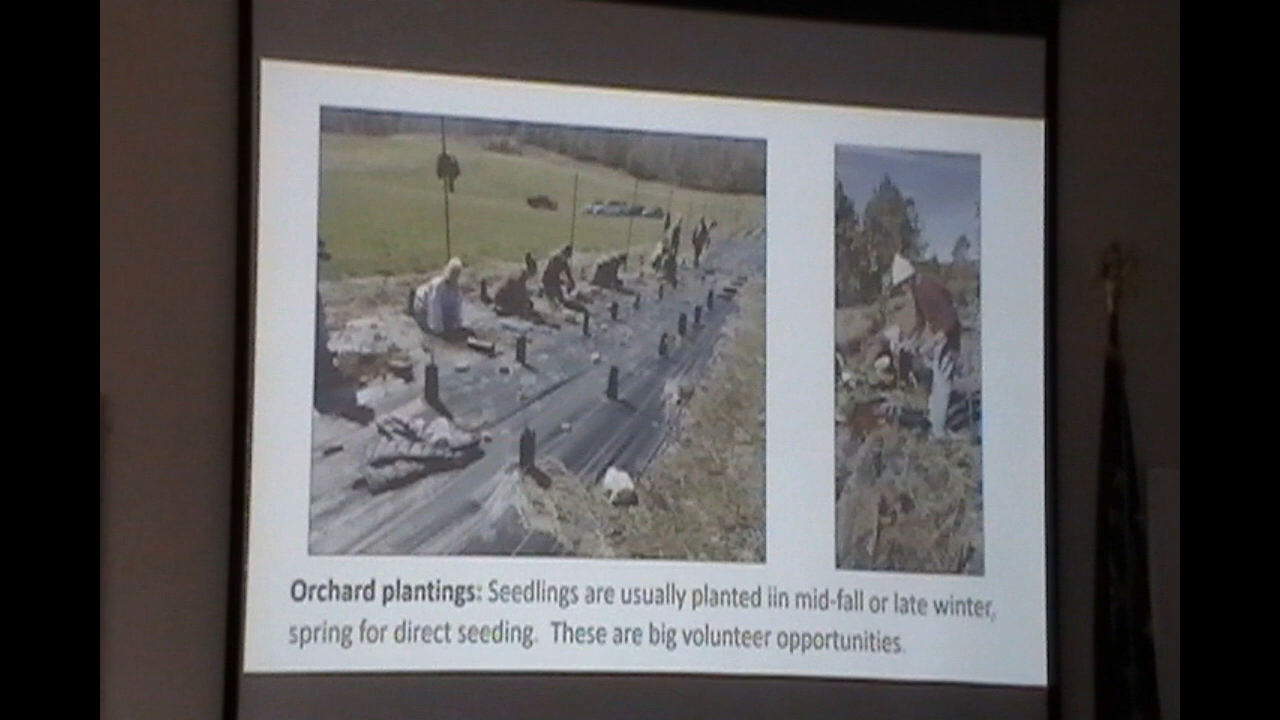 Orchard plantings: Seedlings are usually planted iin mid-fall or late winter,
spring for direct seeding. These are big volunteer opportunities.